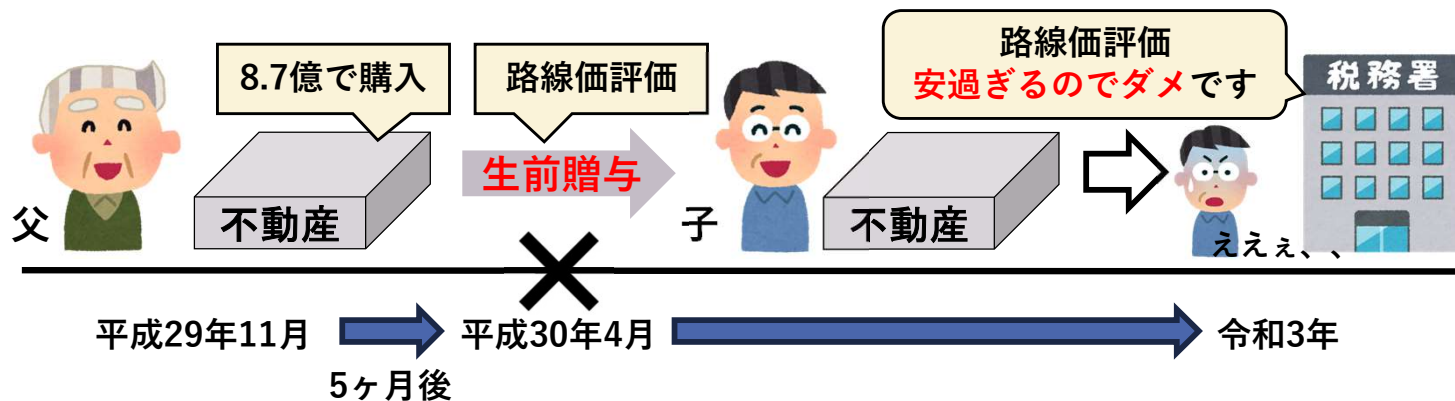 8.7億で購入
路線価評価
路線価評価
安過ぎるのでダメです
税務署
生前贈与
父
不動産
子
不動産
ええぇ、、
平成29年11月
平成30年4月
令和3年
5ヶ月後